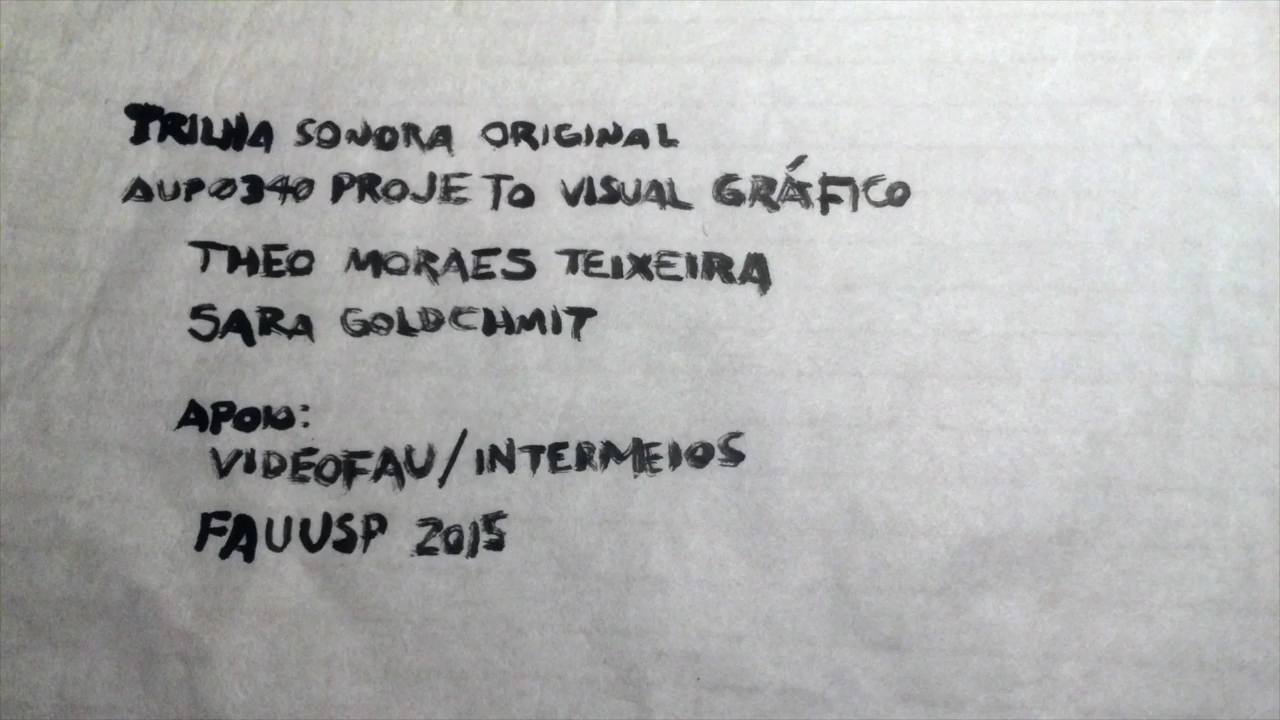 TRILHA SONORA ORIGINAL
AUP0340 PROJETO VISUAL GRÁFICO
THEO MORAES TEIXEIRA
SARA GOLDCHMIT
APOIO:
VIDEOFAU/INTERMEIOS
FAUUSP 2015